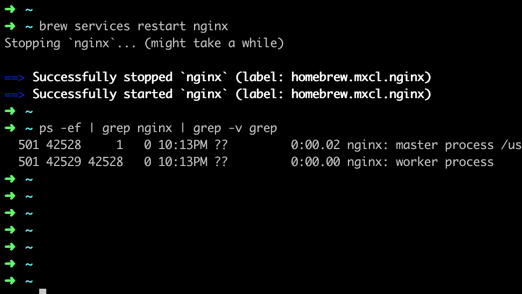 ➜ ~
➜ ~ brew services restart nginx
Stopping `nginx`... (might take a while)
==> Successfully stopped `nginx` (label: homebrew.mxcl.nginx)
==> Successfully started `nginx` (label: homebrew.mxcl.nginx)
➜ ~
➜ ~ ps -ef | grep nginx | grep -v grep
501 42528 1 0 10:13PM ?? 0:00.02 nginx: master process /us
501 42529 42528 0 10:13PM ?? 0:00.00 nginx: worker process
➜ ~
➜ ~
➜ ~
➜ ~
➜ ~
➜ ~
➜ ~